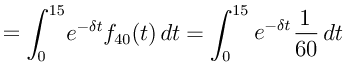 = \int_0^{15} e^{-\delta t} f_{40}(t)\,dt = \int_0^{15} e^{-\delta t} \frac{1}{60}\,dt